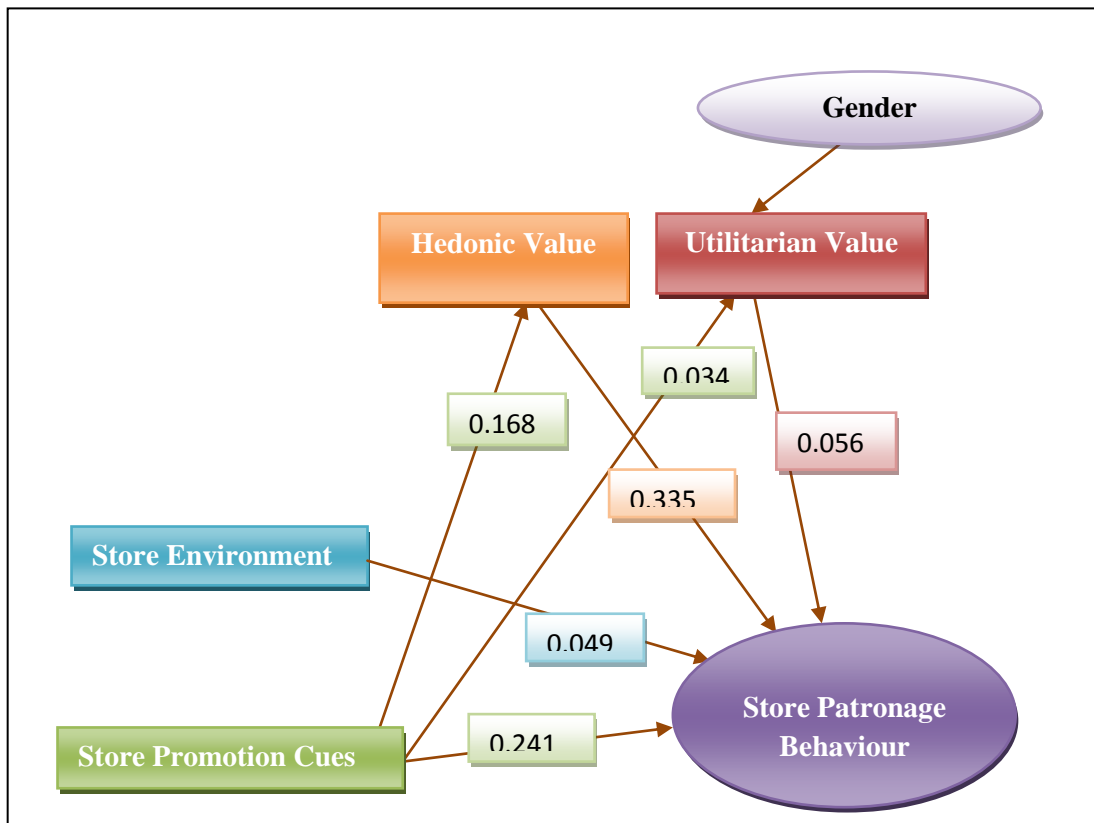 Gender
Hedonic Value
Utilitarian Value
0.034
0.168
0.056
0.335
Store Environment
0.049
Store Patronage
Behaviour
0.241
Store Promotion Cues